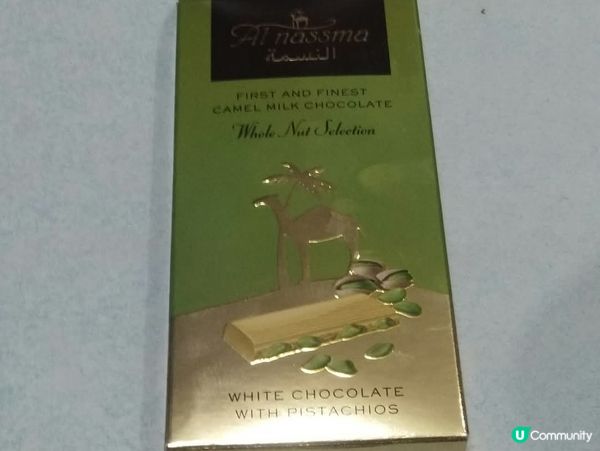 Al nassma
النسمة
FIRST AND FINEST
CAMEL MILK CHOCOLATE
Whole Nut Selection
WHITE CHOCOLATE
WITH PISTACHIOS
U Community